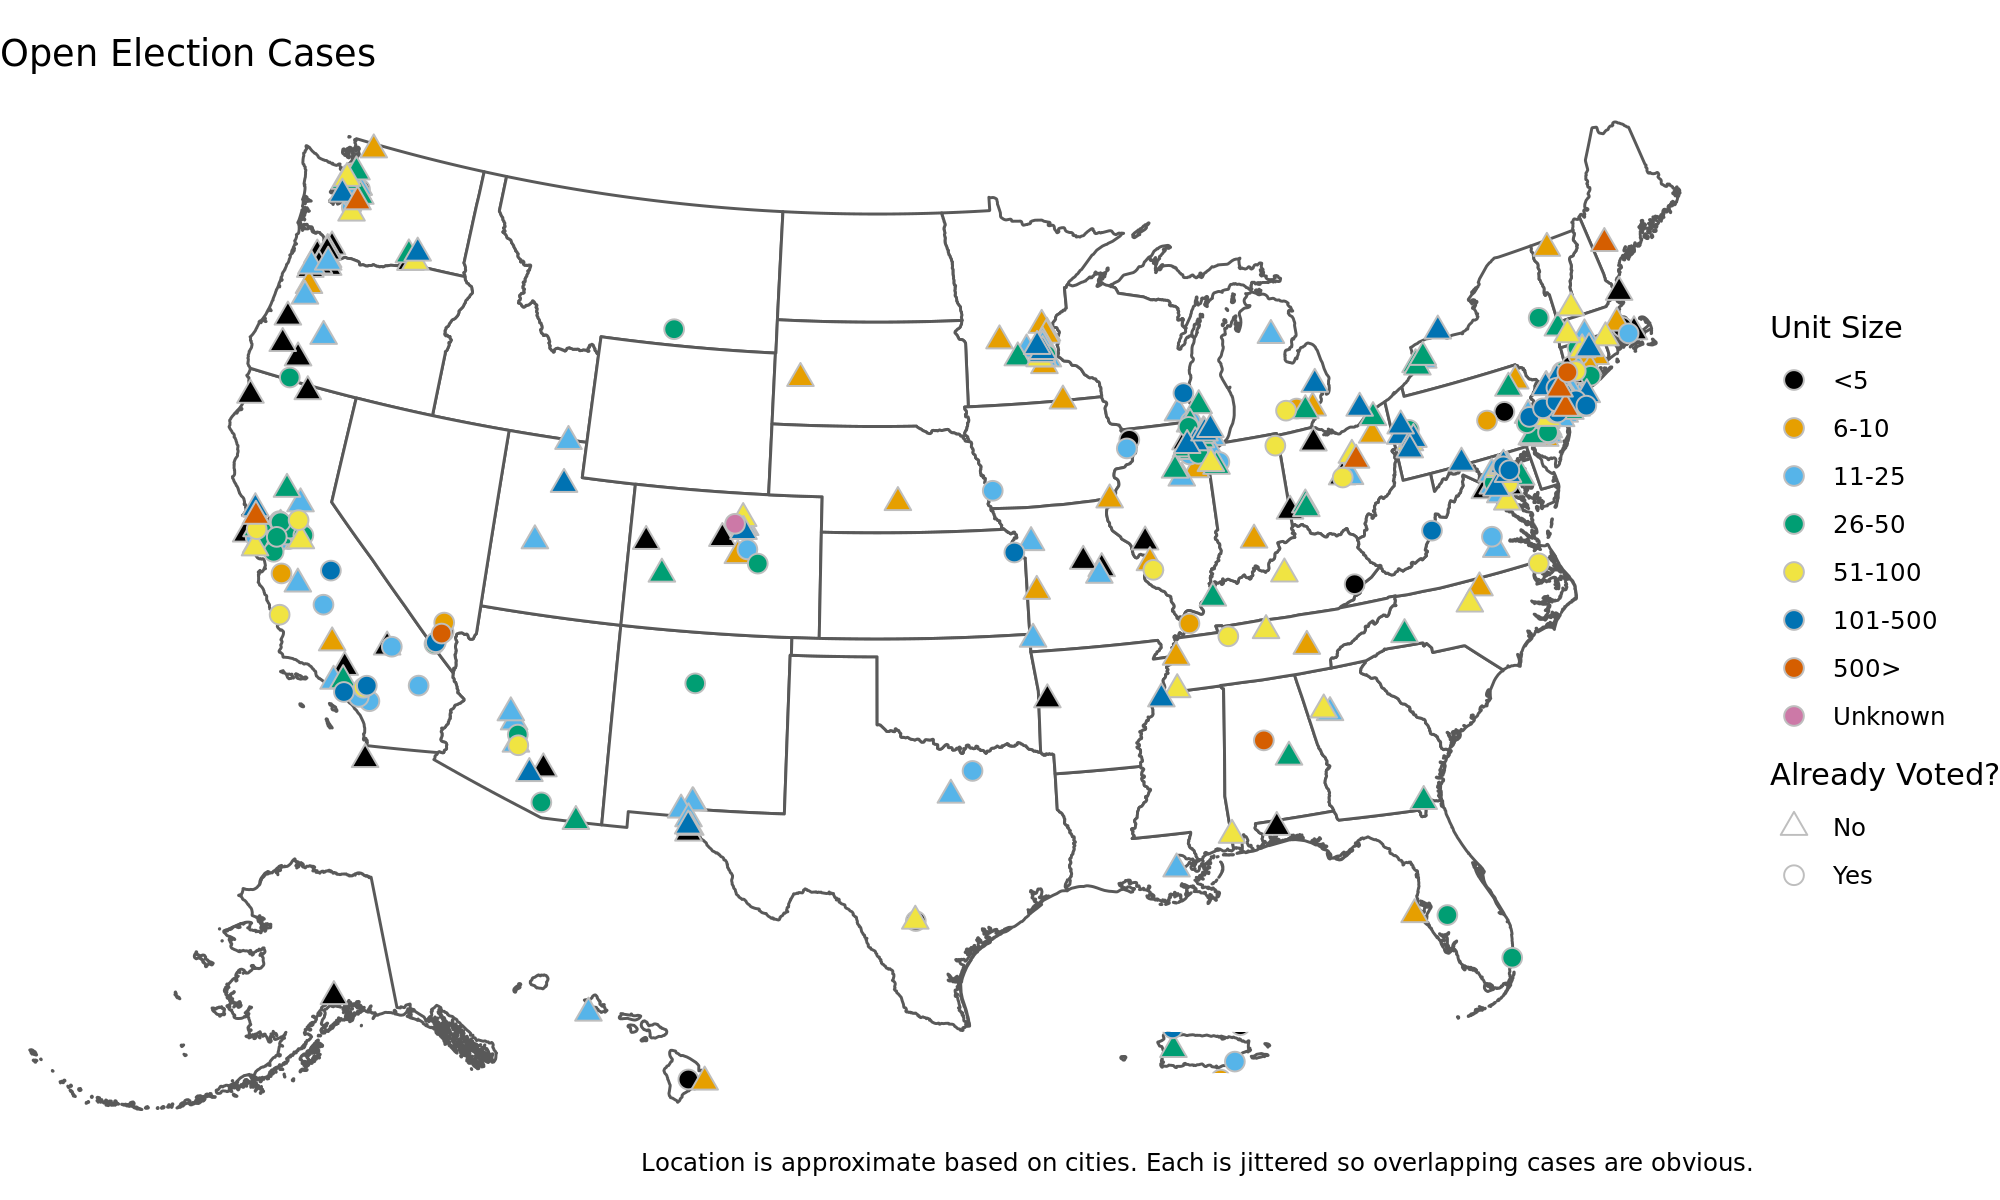 Open Election Cases
Unit Size
<5
6-10
11-25
26-50
51-100
101-500
500>
Unknown
Already Voted?
No
Yes
Location is approximate based on cities. Each is jittered so overlapping cases are obvious.